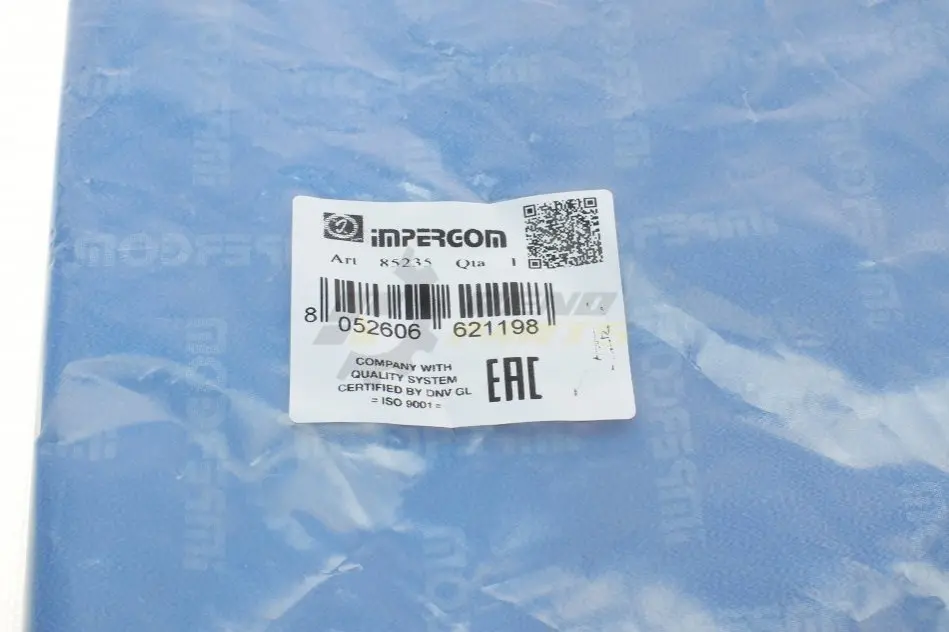 iMPERGOM
Art 85235 Qta 1
8 052606 621198
COMPANY WITH
QUALITY SYSTEM
CERTIFIED BY DNV GL
= ISO 9001 =
EAC